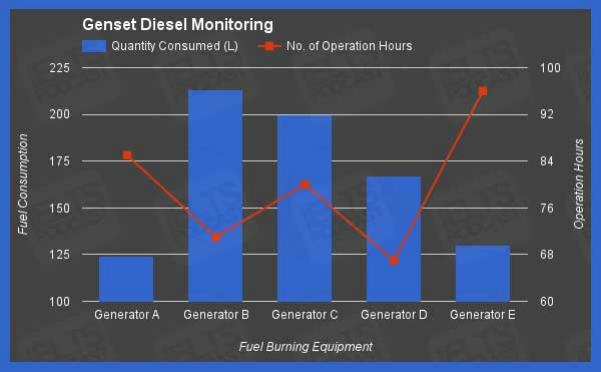 Genset Diesel Monitoring
Quantity Consumed (L) No. of Operation Hours
225 100
200 92
175 84
150 76
125 68
100 60
Fuel Consumption
Operation Hours
Generator A Generator B Generator C Generator D Generator E
Fuel Burning Equipment